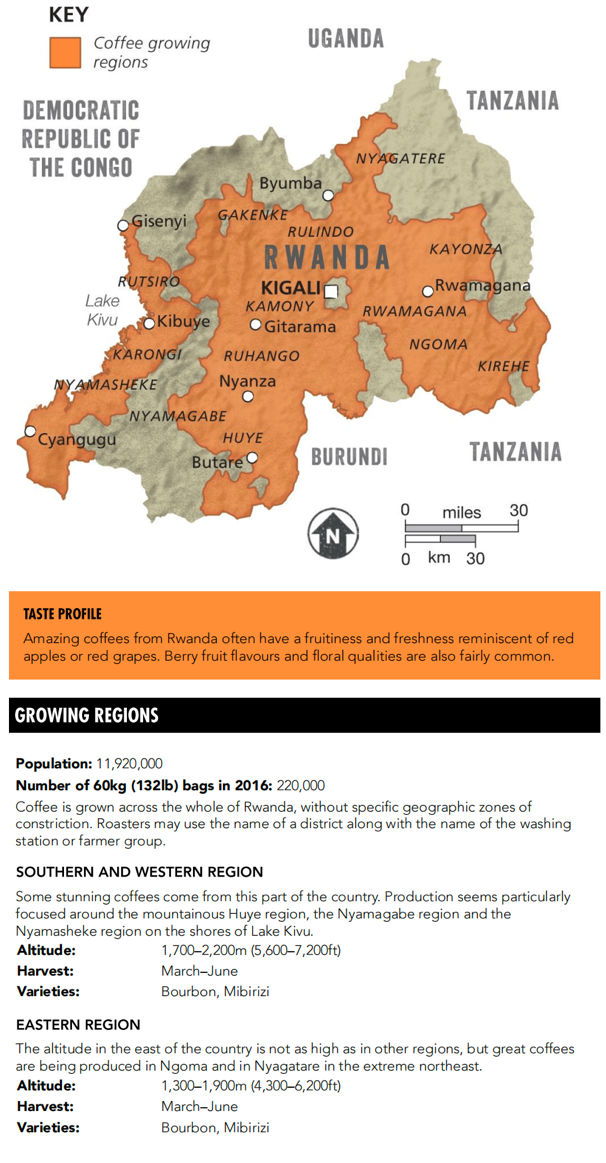 KEY
Coffee growing
regions
UGANDA
TANZANIA
DEMOCRATIC
REPUBLIC OF
THE CONGO
NYAGATERE
Byumba
GAKENKE
Gisenyi
RULINDO
RWANDA
KAYONZA
RUTSIRO
KIGALI
Rwamagana
Lake
Kivu
KAMONY
RWAMAGANA
Kibuye
Gitarama
NGOMA
KARONGI
RUHANGO
KIREHE
NYAMASHEKE
Nyanza
NYAMAGABE
Cyangugu
HUYE
Butare
BURUNDI
TANZANIA
N
0 miles 30
0 km 30
TASTE PROFILE
Amazing coffees from Rwanda often have a fruitiness and freshness reminiscent of red
apples or red grapes. Berry fruit flavours and floral qualities are also fairly common.
GROWING REGIONS
Population: 11,920,000
Number of 60kg (132lb) bags in 2016: 220,000
Coffee is grown across the whole of Rwanda, without specific geographic zones of
constriction. Roasters may use the name of a district along with the name of the washing
station or farmer group.
SOUTHERN AND WESTERN REGION
Some stunning coffees come from this part of the country. Production seems particularly
focused around the mountainous Huye region, the Nyamagabe region and the
Nyamasheke region on the shores of Lake Kivu.
Altitude: 1,700–2,200m (5,600–7,200ft)
Harvest: March–June
Varieties: Bourbon, Mibirizi
EASTERN REGION
The altitude in the east of the country is not as high as in other regions, but great coffees
are being produced in Ngoma and in Nyagatare in the extreme northeast.
Altitude: 1,300–1,900m (4,300–6,200ft)
Harvest: March–June
Varieties: Bourbon, Mibirizi